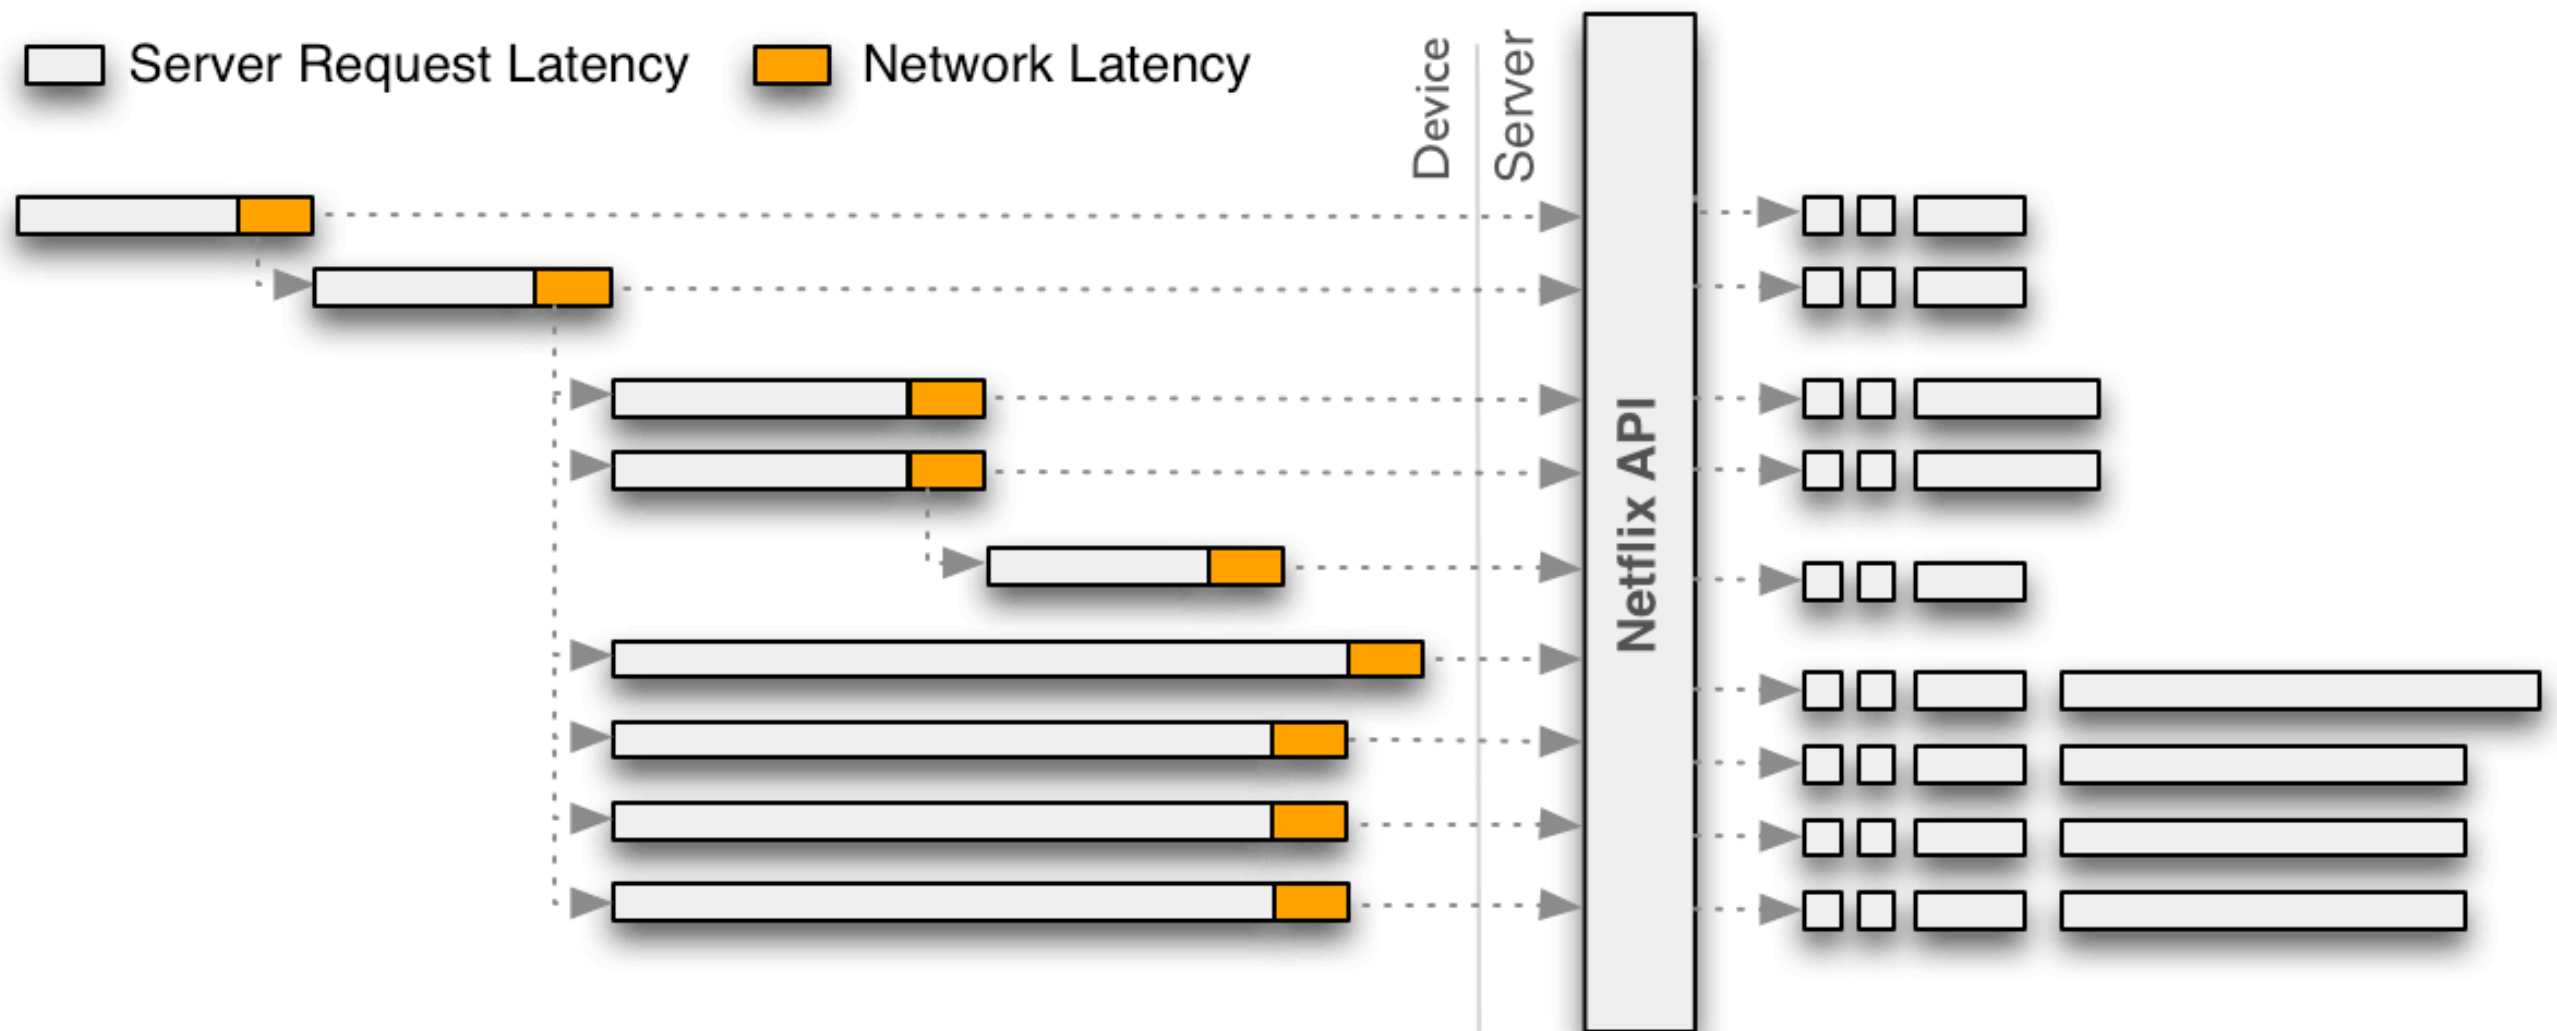 Server Request Latency
Network Latency
Device
Server
Netflix API